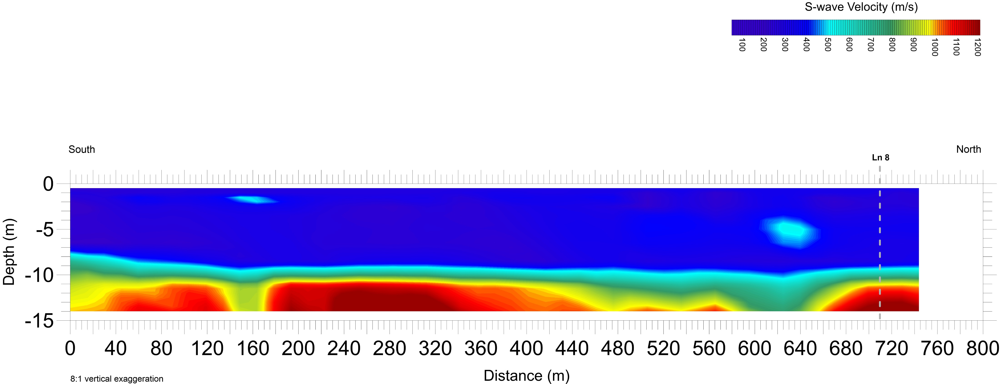 S-wave Velocity (m/s)
100 200 300 400 500 600 700 800 900 1000 1100 1200
South
North
Ln 8
0
-5
-10
-15
Depth (m)
0 40 80 120 160 200 240 280 320 360 400 440 480 520 560 600 640 680 720 760 800
Distance (m)
8:1 vertical exaggeration